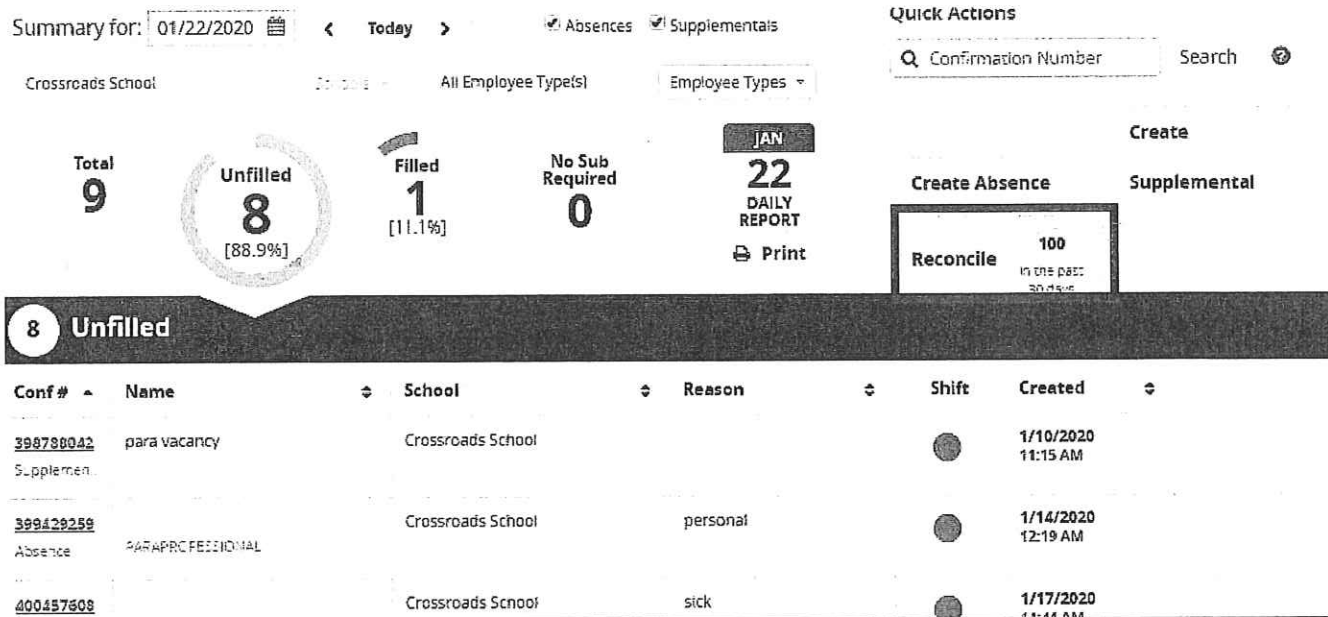 Summary for: 01/22/2020 < Today > Absences Supplementals
Quick Actions
Confirmation Number Search
Crossroads School All Employee Type(s) Employee Types
Total
9
Unfilled
8
[88.9%]
Filled
1
[11.1%]
No Sub
Required
0
JAN
22
DAILY
REPORT
Print
Create Absence
Create
Supplemental
Reconcile
100
in the past
30 days
8 Unfilled
Conf # Name School Reason Shift Created
398788042 para vacancy Crossroads School 1/10/2020
Supplemen... 11:15 AM
399429259 Crossroads School personal 1/14/2020
Absence PARAPROFESSIONAL 12:19 AM
400457608 Crossroads School sick 1/17/2020